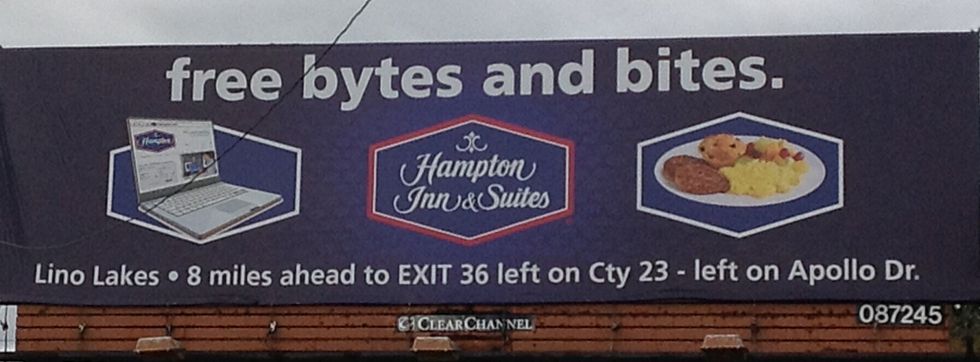 free bytes and bites.
Hampton
Hampton
Inn & Suites
Lino Lakes • 8 miles ahead to EXIT 36 left on Cty 23 - left on Apollo Dr.
CLEARCHANNEL
087245